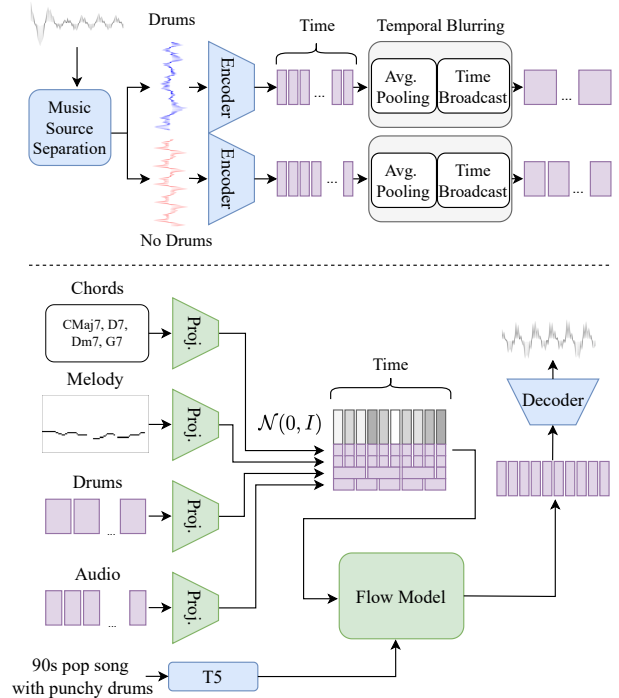 Drums
Time
Temporal Blurring
Music
Source
Separation
Encoder
...
Avg.
Pooling
Time
Broadcast
...
Encoder
...
Avg.
Pooling
Time
Broadcast
...
No Drums
Chords
CMaj7, D7,
Dm7, G7
Proj.
Melody
Proj.
Time
𝒩(0, I)
Decoder
Drums
...
Proj.
Audio
...
Proj.
Flow Model
90s pop song
with punchy drums
T5